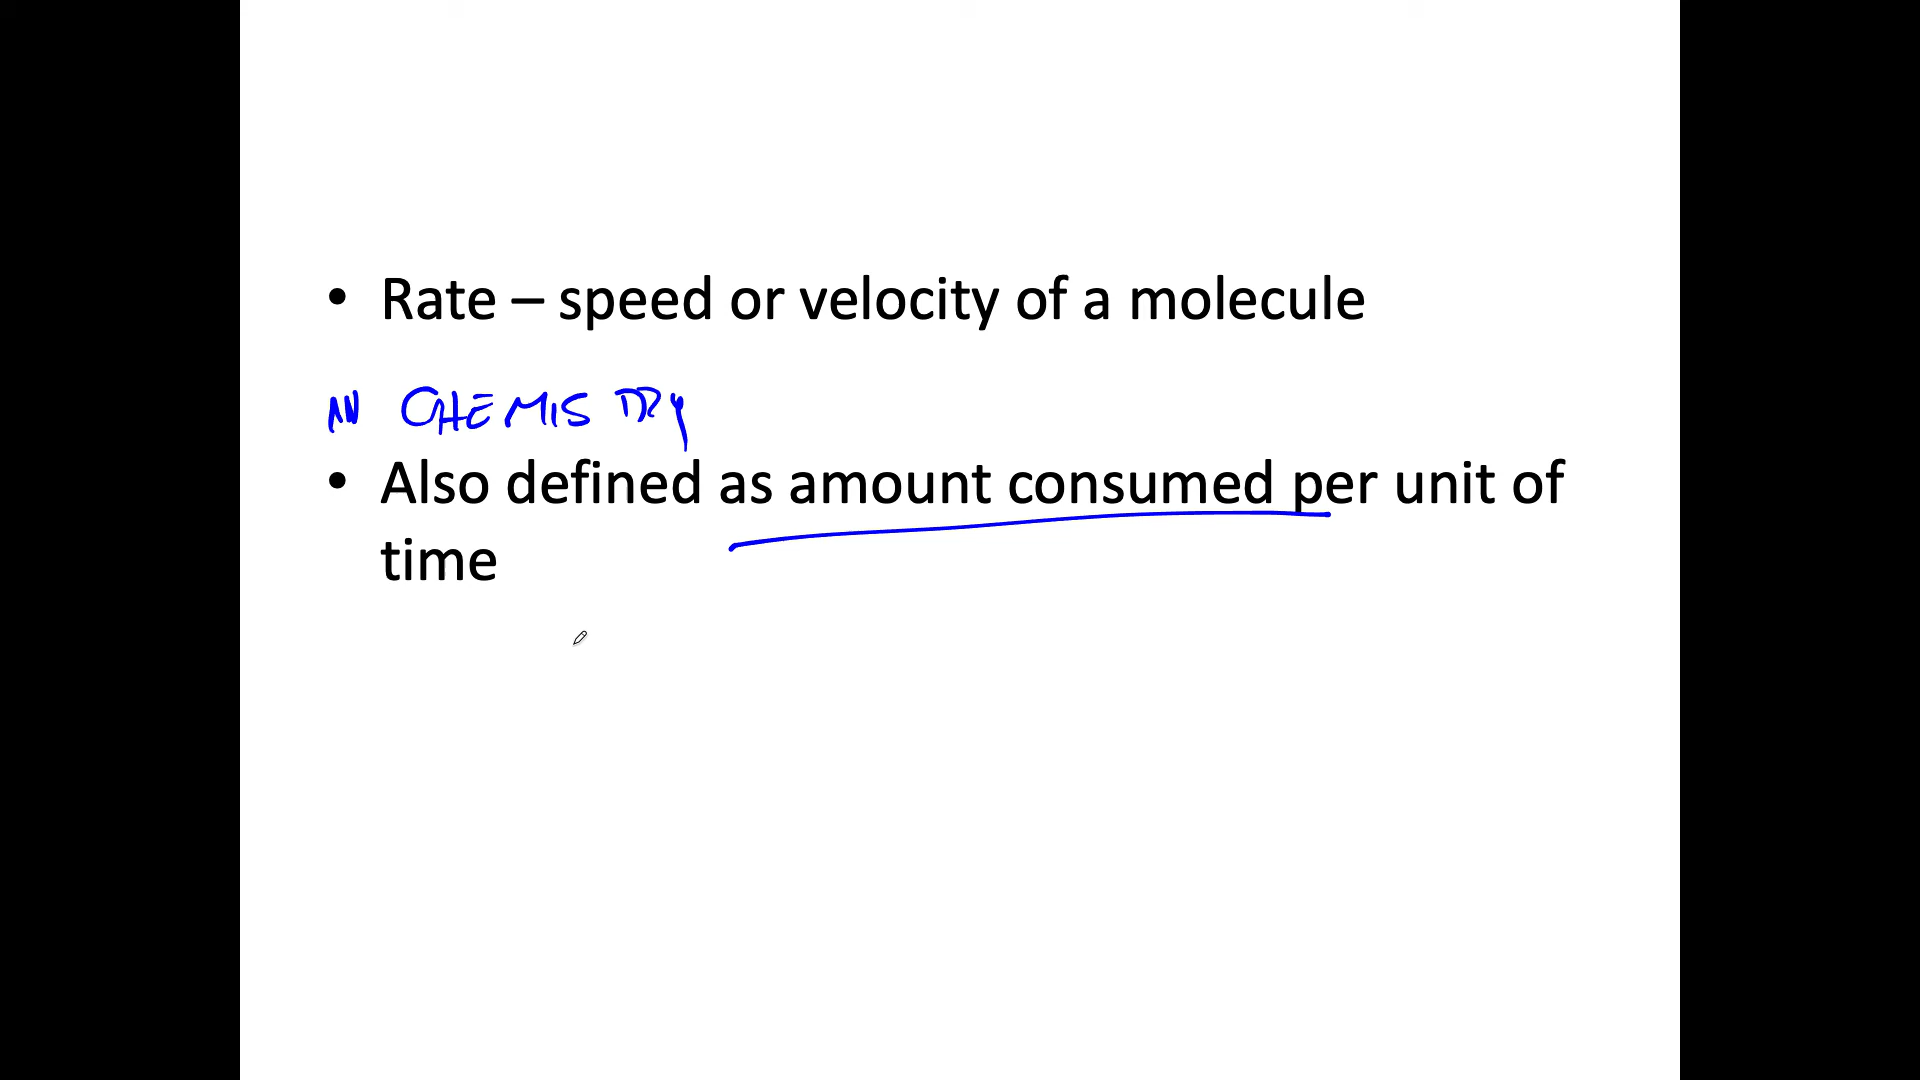 • Rate – speed or velocity of a molecule
IN CHEMISTRY
• Also defined as amount consumed per unit of
time